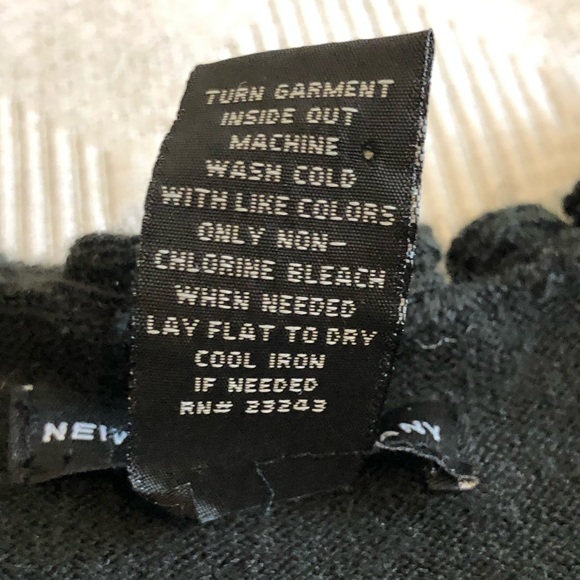 TURN GARMENT
INSIDE OUT
MACHINE
WASH COLD
WITH LIKE COLORS
ONLY NON-
CHLORINE BLEACH
WHEN NEEDED
LAY FLAT TO DRY
COOL IRON
IF NEEDED
RN# 23243
NEW
NY